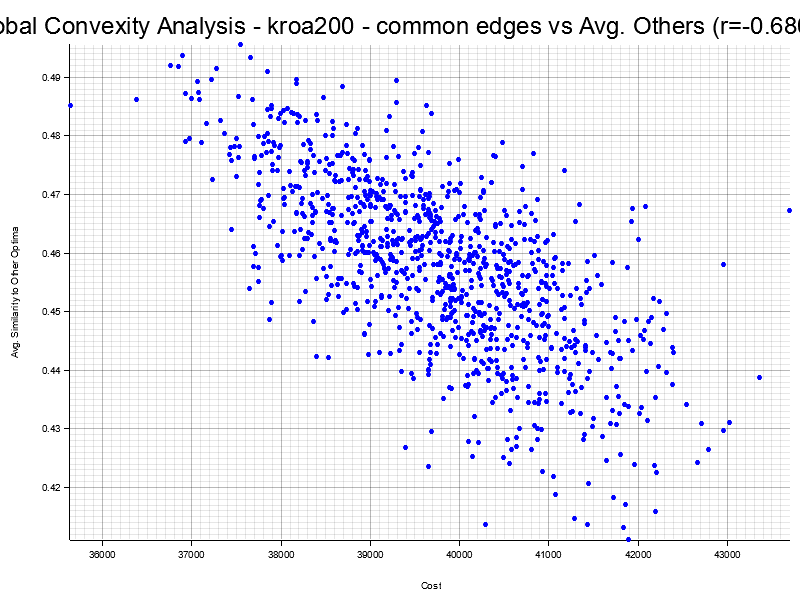 obal Convexity Analysis - kroa200 - common edges vs Avg. Others (r=-0.686
0.49
0.48
0.47
0.46
0.45
0.44
0.43
0.42
Avg. Similarity to Other Optima
36000 37000 38000 39000 40000 41000 42000 43000
Cost